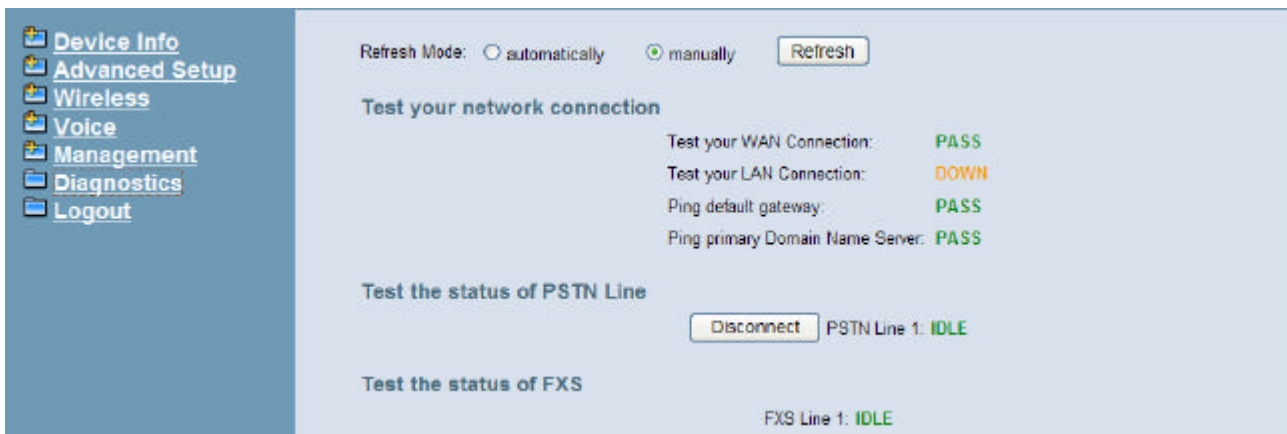 Device Info
Advanced Setup
Wireless
Voice
Management
Diagnostics
Logout
Refresh Mode: automatically manually Refresh
Test your network connection
Test your WAN Connection: PASS
Test your LAN Connection: DOWN
Ping default gateway: PASS
Ping primary Domain Name Server: PASS
Test the status of PSTN Line
Disconnect PSTN Line 1: IDLE
Test the status of FXS
FXS Line 1: IDLE